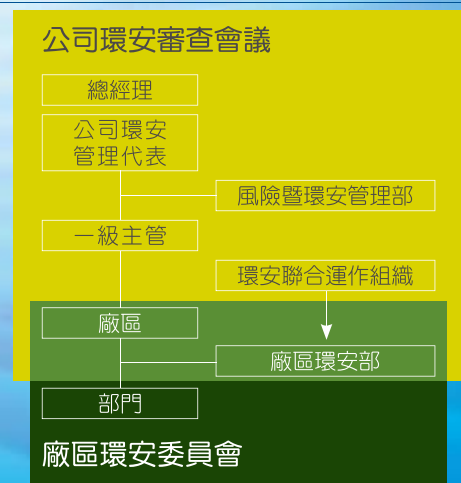 公司環安審查會議
總經理
公司環安
管理代表
風險暨環安管理部
一級主管
環安聯合運作組織
廠區
廠區環安部
部門
廠區環安委員會